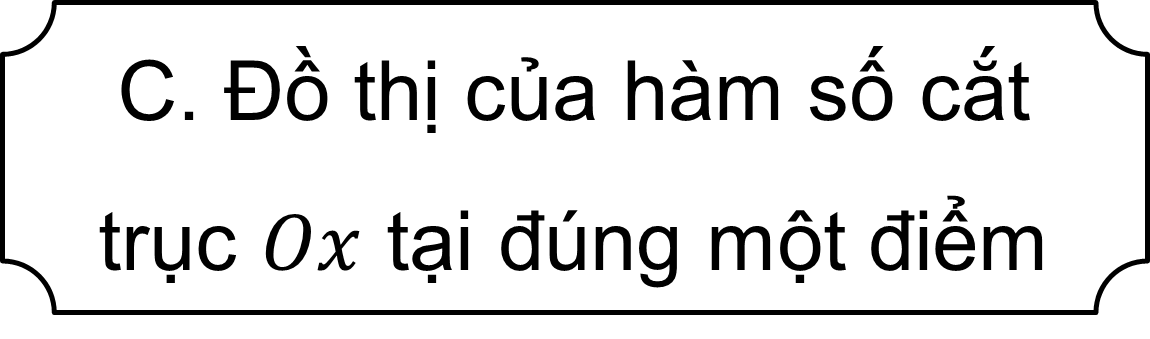 C. Đồ thị của hàm số cắt
trục Ox tại đúng một điểm